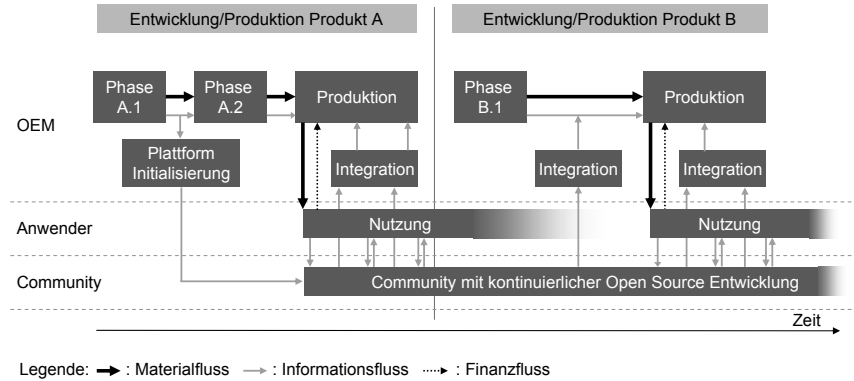 Entwicklung/Produktion Produkt A
Entwicklung/Produktion Produkt B
OEM
Phase
A.1
Phase
A.2
Produktion
Phase
B.1
Produktion
Plattform
Initialisierung
Integration
Integration
Integration
Anwender
Nutzung
Nutzung
Community
Community mit kontinuierlicher Open Source Entwicklung
Zeit
Legende: : Materialfluss : Informationsfluss : Finanzfluss